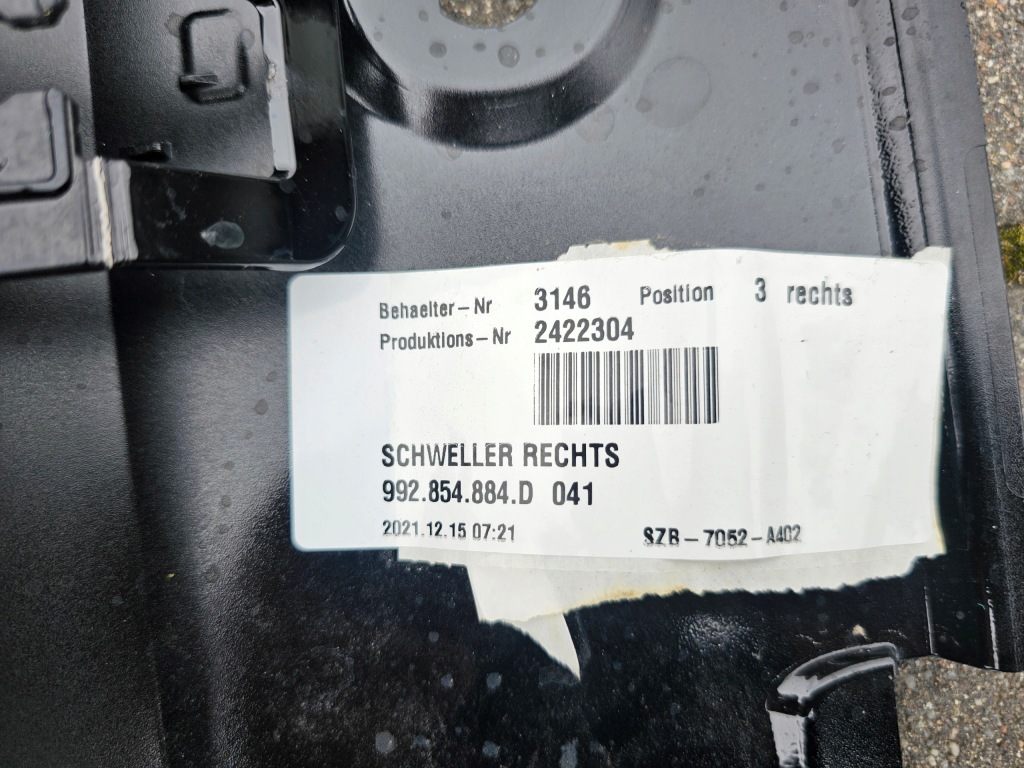 Behaelter-Nr 3146 Position 3 rechts
Produktions-Nr 2422304
SCHWELLER RECHTS
992.854.884.D 041
2021.12.15 07:21 SZB-7052-A402